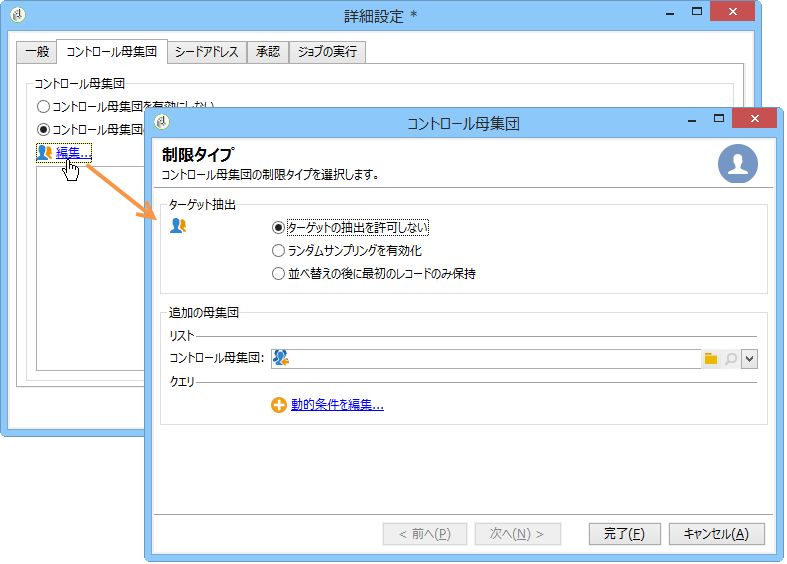 詳細設定 *
一般
コントロール母集団
シードアドレス
承認
ジョブの実行
コントロール母集団
コントロール母集団を有効にしない
コントロール母集団
編集...
コントロール母集団
制限タイプ
コントロール母集団の制限タイプを選択します。
ターゲット抽出
ターゲットの抽出を許可しない
ランダムサンプリングを有効化
並べ替えの後に最初のレコードのみ保持
追加の母集団
リスト
コントロール母集団:
クエリ
動的条件を編集...
< 前へ(P)
次へ(N) >
完了(F)
キャンセル(A)